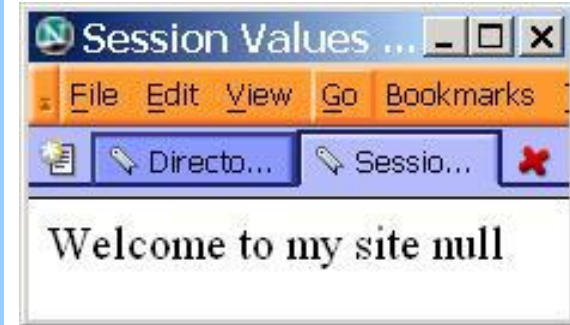 Session Values ...
File Edit View Go Bookmarks
Directo... Sessio...
Welcome to my site null